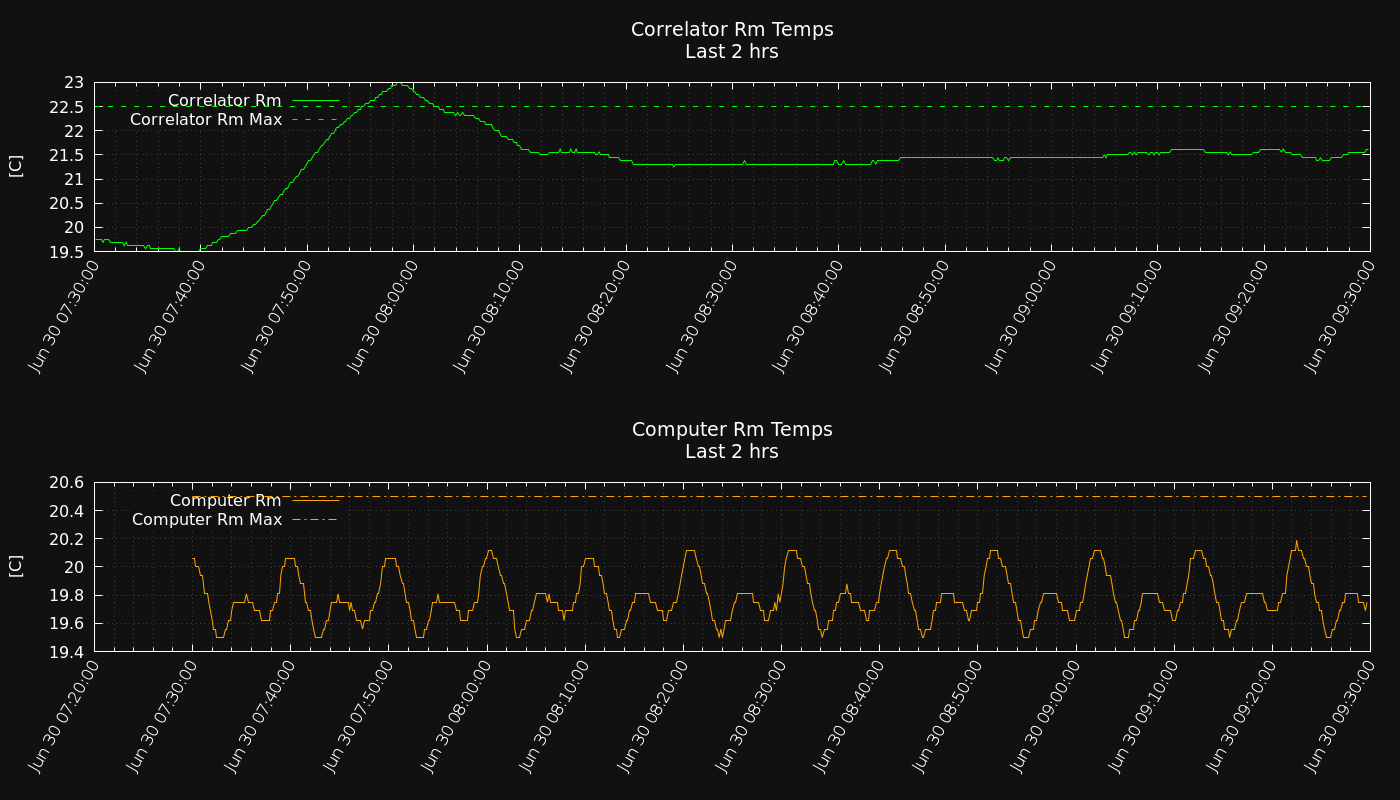 Correlator Rm Temps
Last 2 hrs
23
22.5
22
21.5
21
20.5
20
19.5
[C]
Correlator Rm
Correlator Rm Max
Jun 30 07:30:00
Jun 30 07:40:00
Jun 30 07:50:00
Jun 30 08:00:00
Jun 30 08:10:00
Jun 30 08:20:00
Jun 30 08:30:00
Jun 30 08:40:00
Jun 30 08:50:00
Jun 30 09:00:00
Jun 30 09:10:00
Jun 30 09:20:00
Jun 30 09:30:00
Computer Rm Temps
Last 2 hrs
20.6
20.4
20.2
20
19.8
19.6
19.4
[C]
Computer Rm
Computer Rm Max
Jun 30 07:20:00
Jun 30 07:30:00
Jun 30 07:40:00
Jun 30 07:50:00
Jun 30 08:00:00
Jun 30 08:10:00
Jun 30 08:20:00
Jun 30 08:30:00
Jun 30 08:40:00
Jun 30 08:50:00
Jun 30 09:00:00
Jun 30 09:10:00
Jun 30 09:20:00
Jun 30 09:30:00